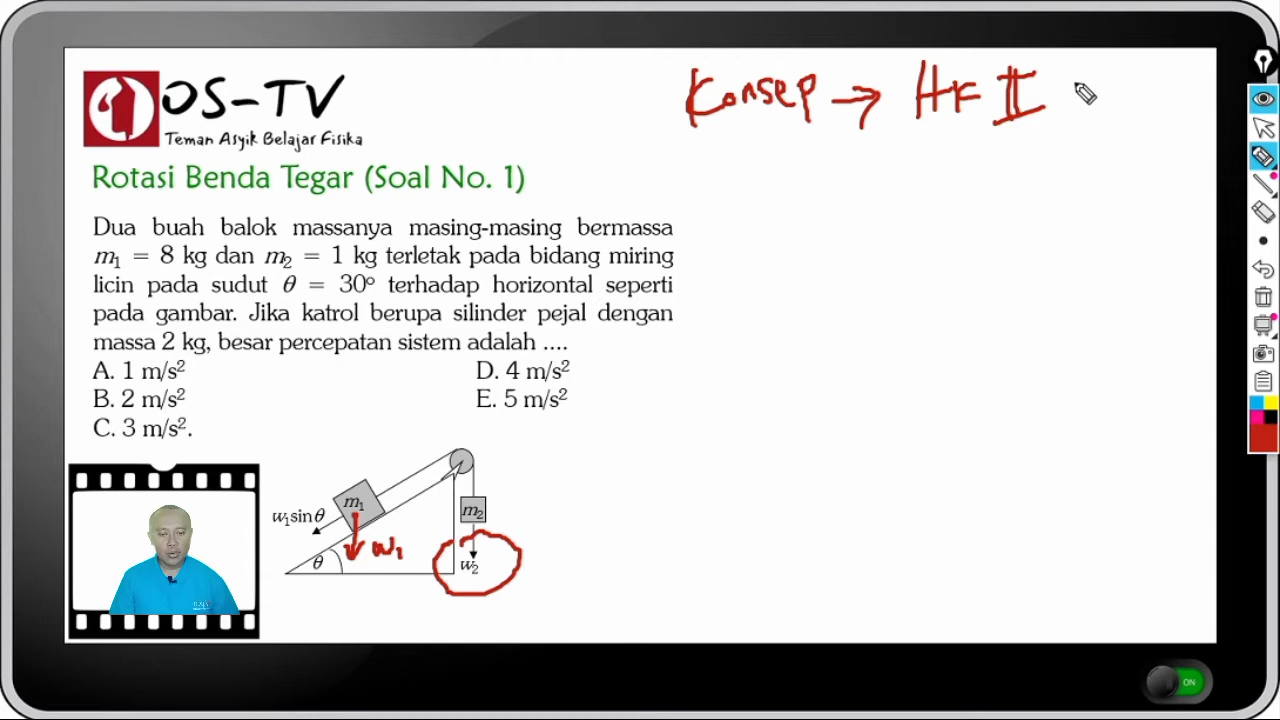 OS-TV
Teman Asyik Belajar Fisika
Konsep → HK II
Rotasi Benda Tegar (Soal No. 1)
Dua buah balok massanya masing-masing bermassa
m₁ = 8 kg dan m₂ = 1 kg terletak pada bidang miring
licin pada sudut θ = 30° terhadap horizontal seperti
pada gambar. Jika katrol berupa silinder pejal dengan
massa 2 kg, besar percepatan sistem adalah ....
A. 1 m/s²
B. 2 m/s²
C. 3 m/s².
D. 4 m/s²
E. 5 m/s²
m₁
m₂
w₁sinθ
w₁
θ
w₂
ON